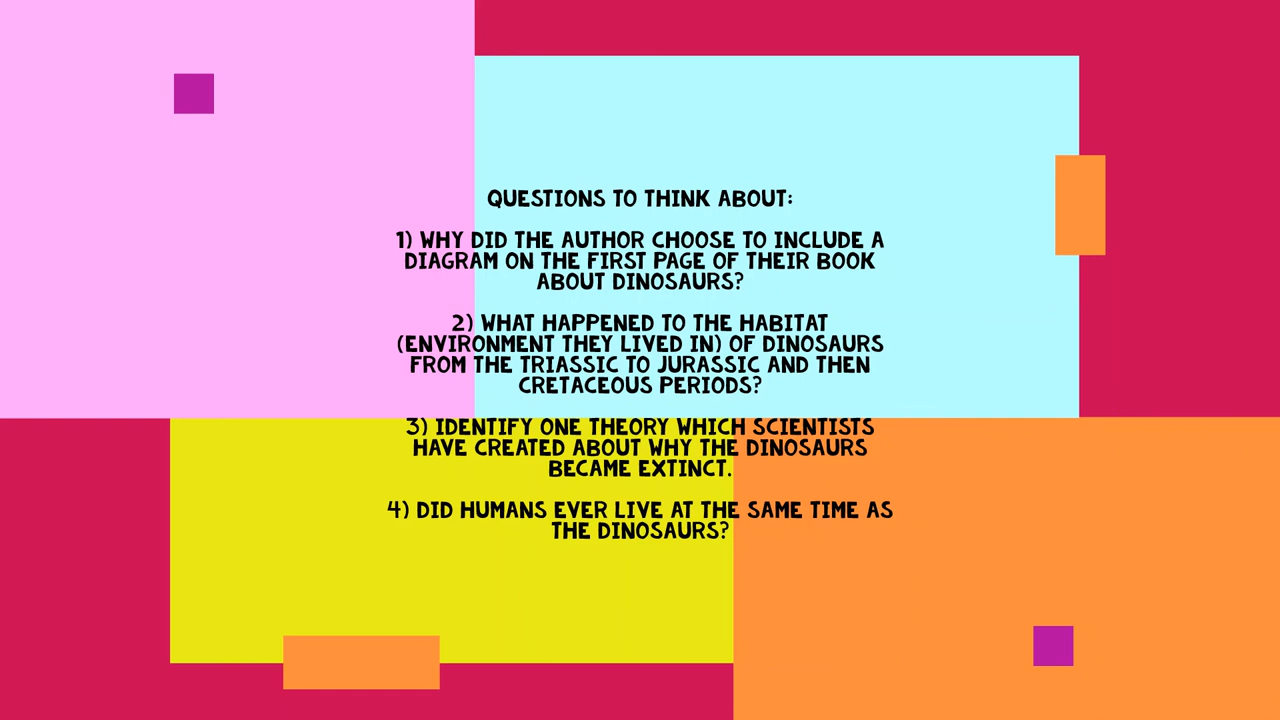 QUESTIONS TO THINK ABOUT:
1) WHY DID THE AUTHOR CHOOSE TO INCLUDE A
DIAGRAM ON THE FIRST PAGE OF THEIR BOOK
ABOUT DINOSAURS?
2) WHAT HAPPENED TO THE HABITAT
(ENVIRONMENT THEY LIVED IN) OF DINOSAURS
FROM THE TRIASSIC TO JURASSIC AND THEN
CRETACEOUS PERIODS?
3) IDENTIFY ONE THEORY WHICH SCIENTISTS
HAVE CREATED ABOUT WHY THE DINOSAURS
BECAME EXTINCT.
4) DID HUMANS EVER LIVE AT THE SAME TIME AS
THE DINOSAURS?